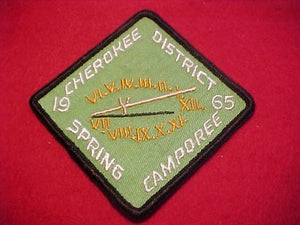 CHEROKEE DISTRICT
19 65
VI.V.IV.III.II.I.
XII.
VII
VIII.IX.X.XI.
SPRING CAMPOREE